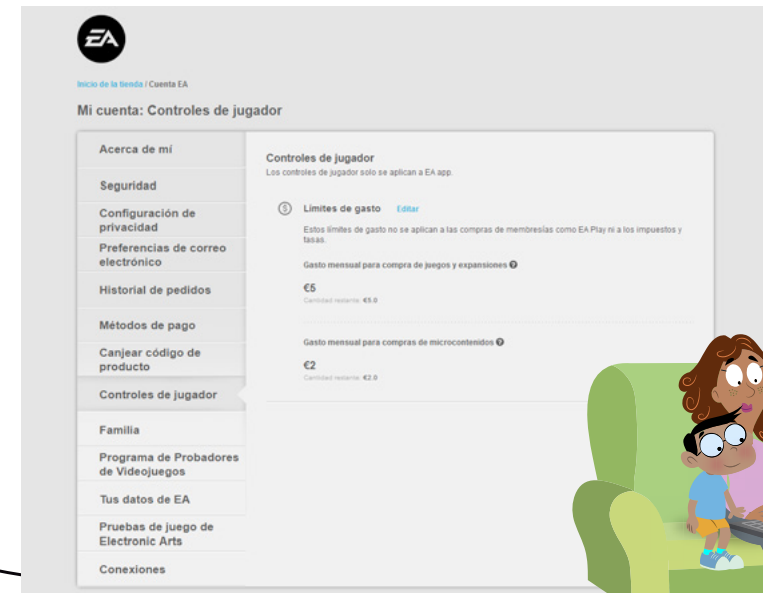 EA
Inicio de la tienda / Cuenta EA
Mi cuenta: Controles de jugador
Acerca de mí
Seguridad
Configuración de
privacidad
Preferencias de correo
electrónico
Historial de pedidos
Métodos de pago
Canjear código de
producto
Controles de jugador
Familia
Programa de Probadores
de Videojuegos
Tus datos de EA
Pruebas de juego de
Electronic Arts
Conexiones
Controles de jugador
Los controles de jugador solo se aplican a EA app.
$ Límites de gasto Editar
Estos límites de gasto no se aplican a las compras de membresías como EA Play ni a los impuestos y
tasas.
Gasto mensual para compra de juegos y expansiones ?
€5
Cantidad restante: €5.0
Gasto mensual para compras de microcontenidos ?
€2
Cantidad restante: €2.0